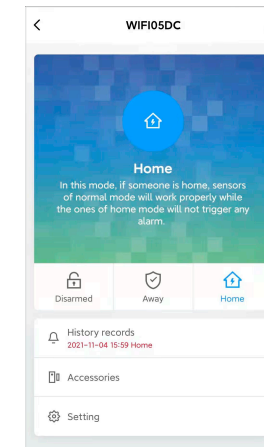 WIFI05DC
Home
In this mode, if someone is home, sensors
of normal mode will work properly while
the ones of home mode will not trigger any
alarm.
Disarmed Away Home
History records
2021-11-04 15:59 Home
Accessories
Setting